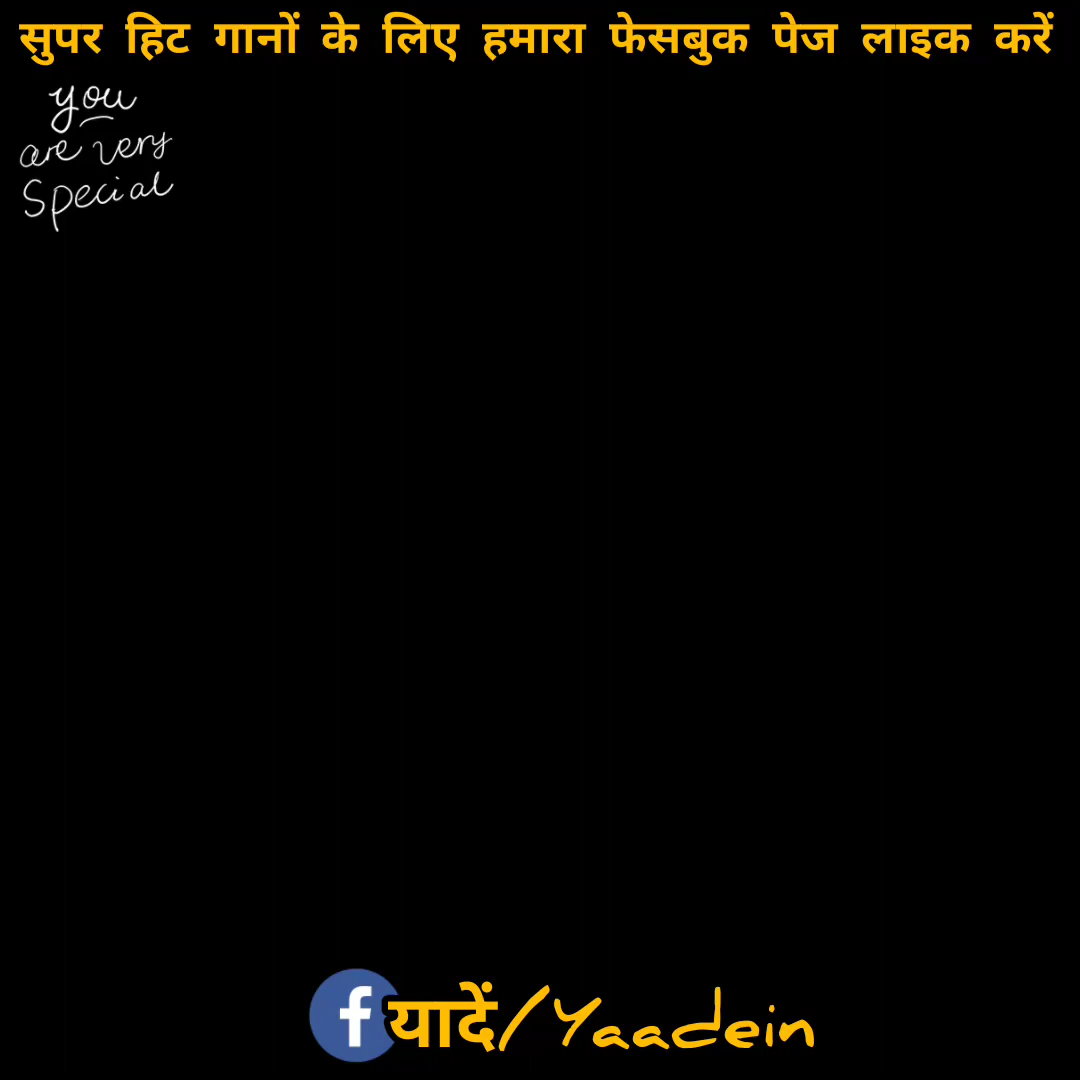 सुपर हिट गानों के लिए हमारा फेसबुक पेज लाइक करें
you
are very
Special
f यादें/Yaadein